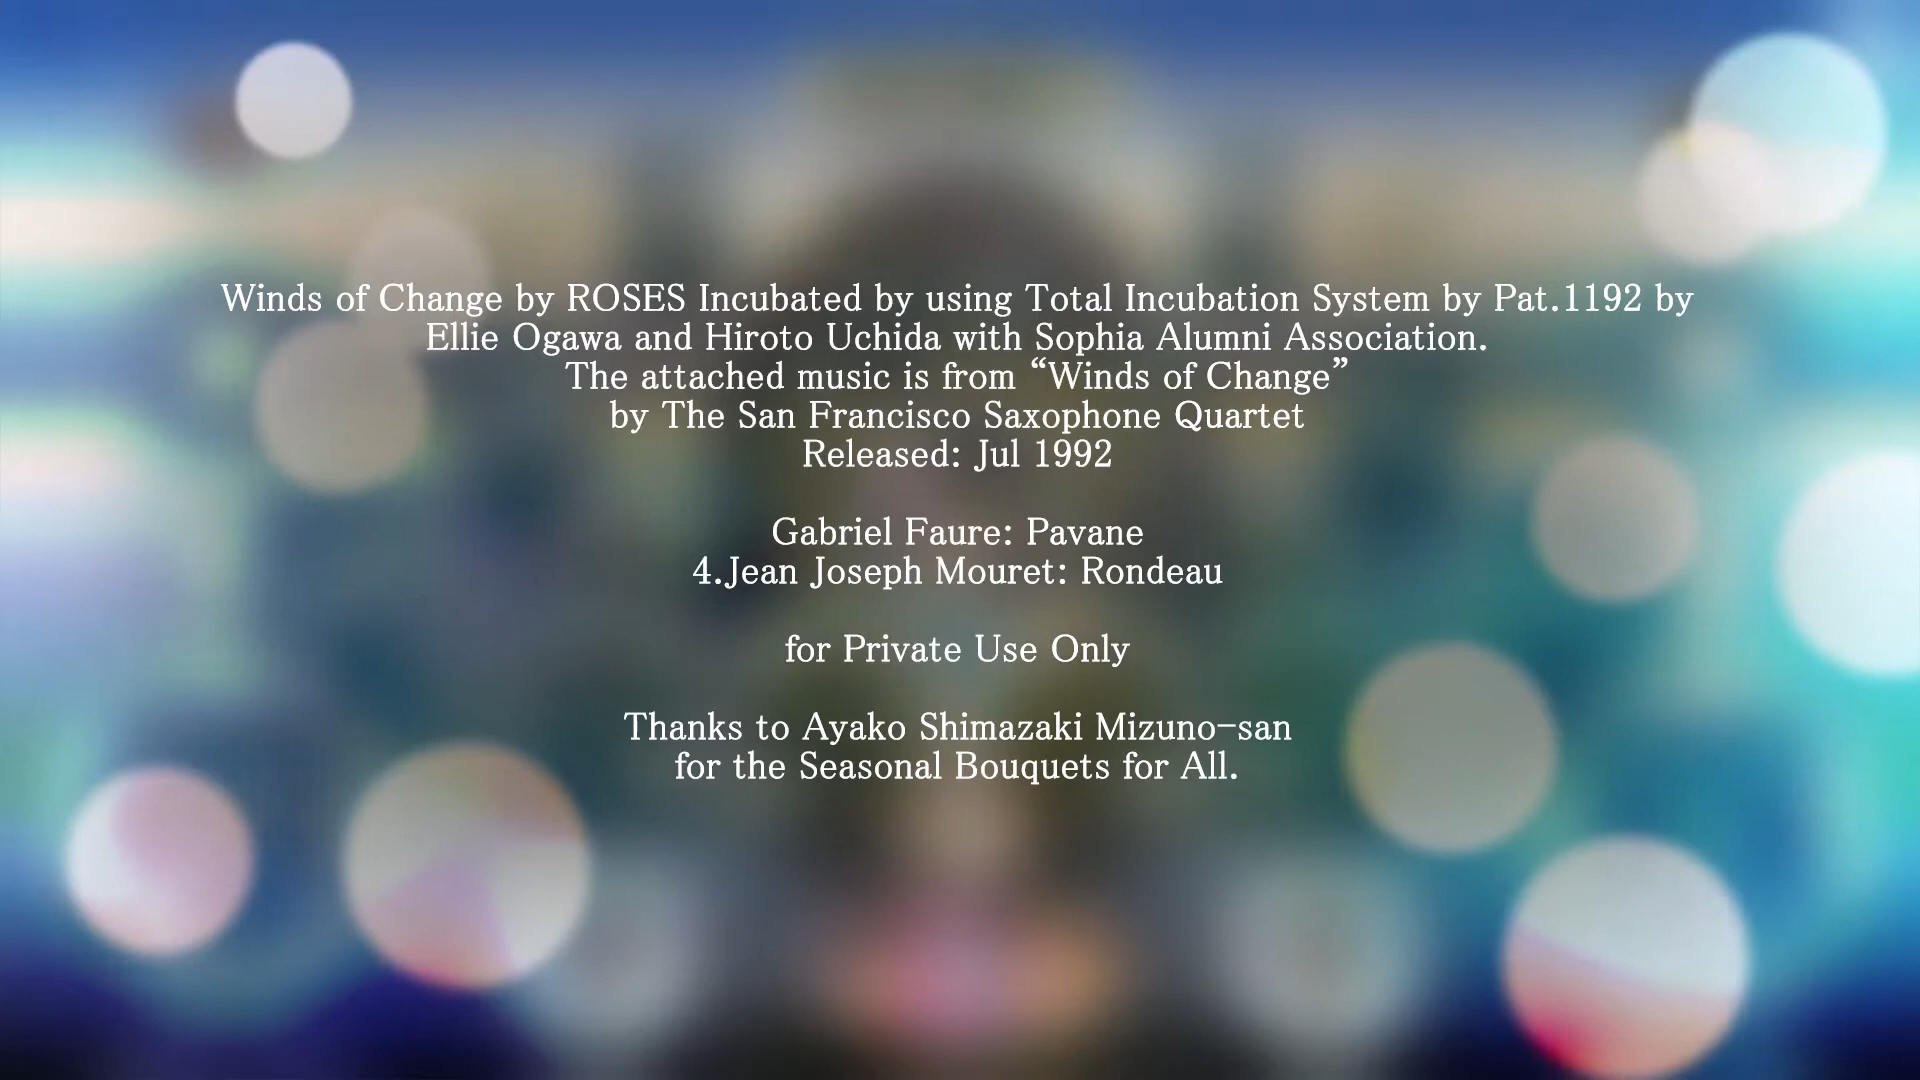 Winds of Change by ROSES Incubated by using Total Incubation System by Pat.1192 by
Ellie Ogawa and Hiroto Uchida with Sophia Alumni Association.
The attached music is from “Winds of Change”
by The San Francisco Saxophone Quartet
Released: Jul 1992
Gabriel Faure: Pavane
4.Jean Joseph Mouret: Rondeau
for Private Use Only
Thanks to Ayako Shimazaki Mizuno-san
for the Seasonal Bouquets for All.